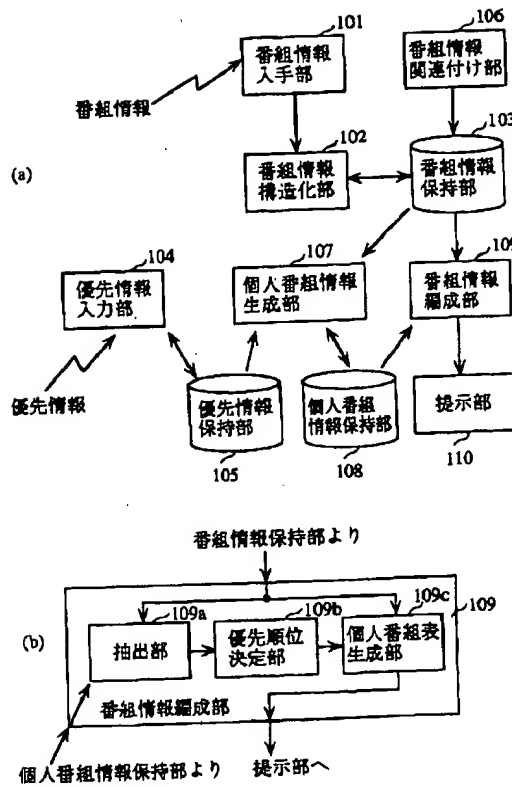 101
番組情報
入手部
番組情報
106
番組情報
関連付け部
(a)
102
番組情報
構造化部
103
番組情報
保持部
104
優先情報
入力部
優先情報
107
個人番組情報
生成部
109
番組情報
編成部
優先情報
保持部
105
個人番組
情報保持部
108
提示部
110
番組情報保持部より
(b)
109
109a
抽出部
109b
優先順位
決定部
109c
個人番組表
生成部
番組情報編成部
個人番組情報保持部より
提示部へ